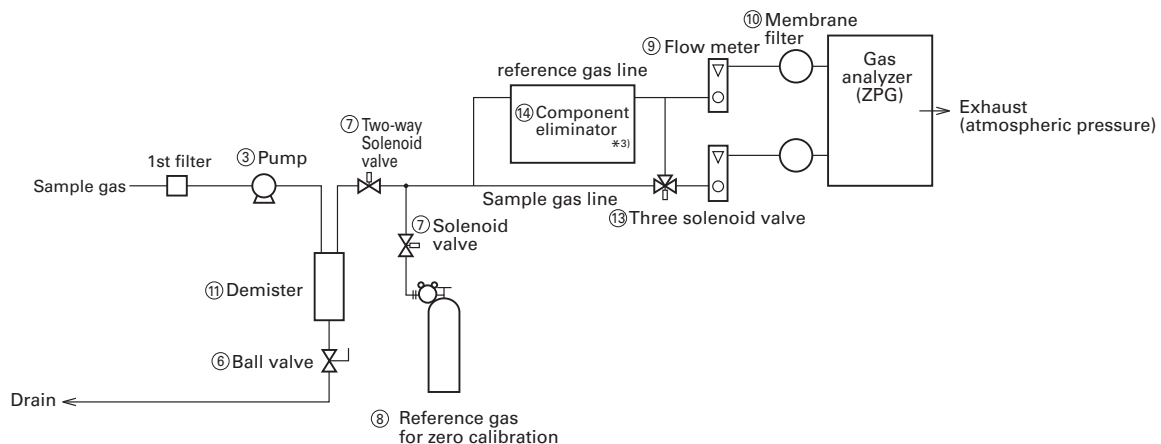 ⑩ Membrane
filter
⑨ Flow meter
Gas
analyzer
(ZPG)
Exhaust
(atmospheric pressure)
reference gas line
⑭ Component
eliminator
*3)
⑦ Two-way
Solenoid
valve
③ Pump
1st filter
Sample gas
Sample gas line
⑬ Three solenoid valve
⑦ Solenoid
valve
⑪ Demister
⑥ Ball valve
Drain
⑧ Reference gas
for zero calibration